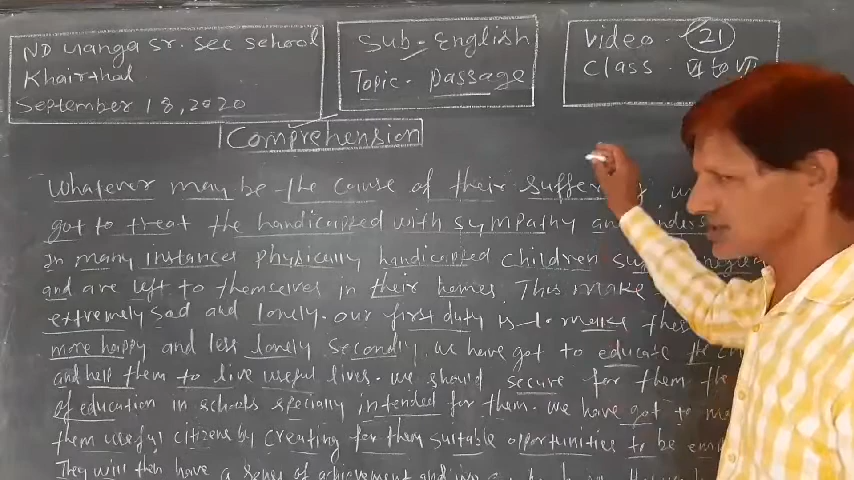 ND Uanga sr. sec school
Khairthal
September 18, 2020
Sub - English
Topic - passage
Video - 21
Class - VI to VII
Comprehension
Whatever may be the cause of their
got to treat the handicapped with sympathy
In many instances physically handicapped children
and are left to themselves in their homes. This make
extremely sad and lonely. our first duty is to make
more happy and less lonely. Secondly, we have got to educate
and help them to live useful lives. we should secure for them the
of education in schools specially intended for them. we have got to
them useful citizens by creating for them suitable opportunities to be
They will then have a sense of achievement and